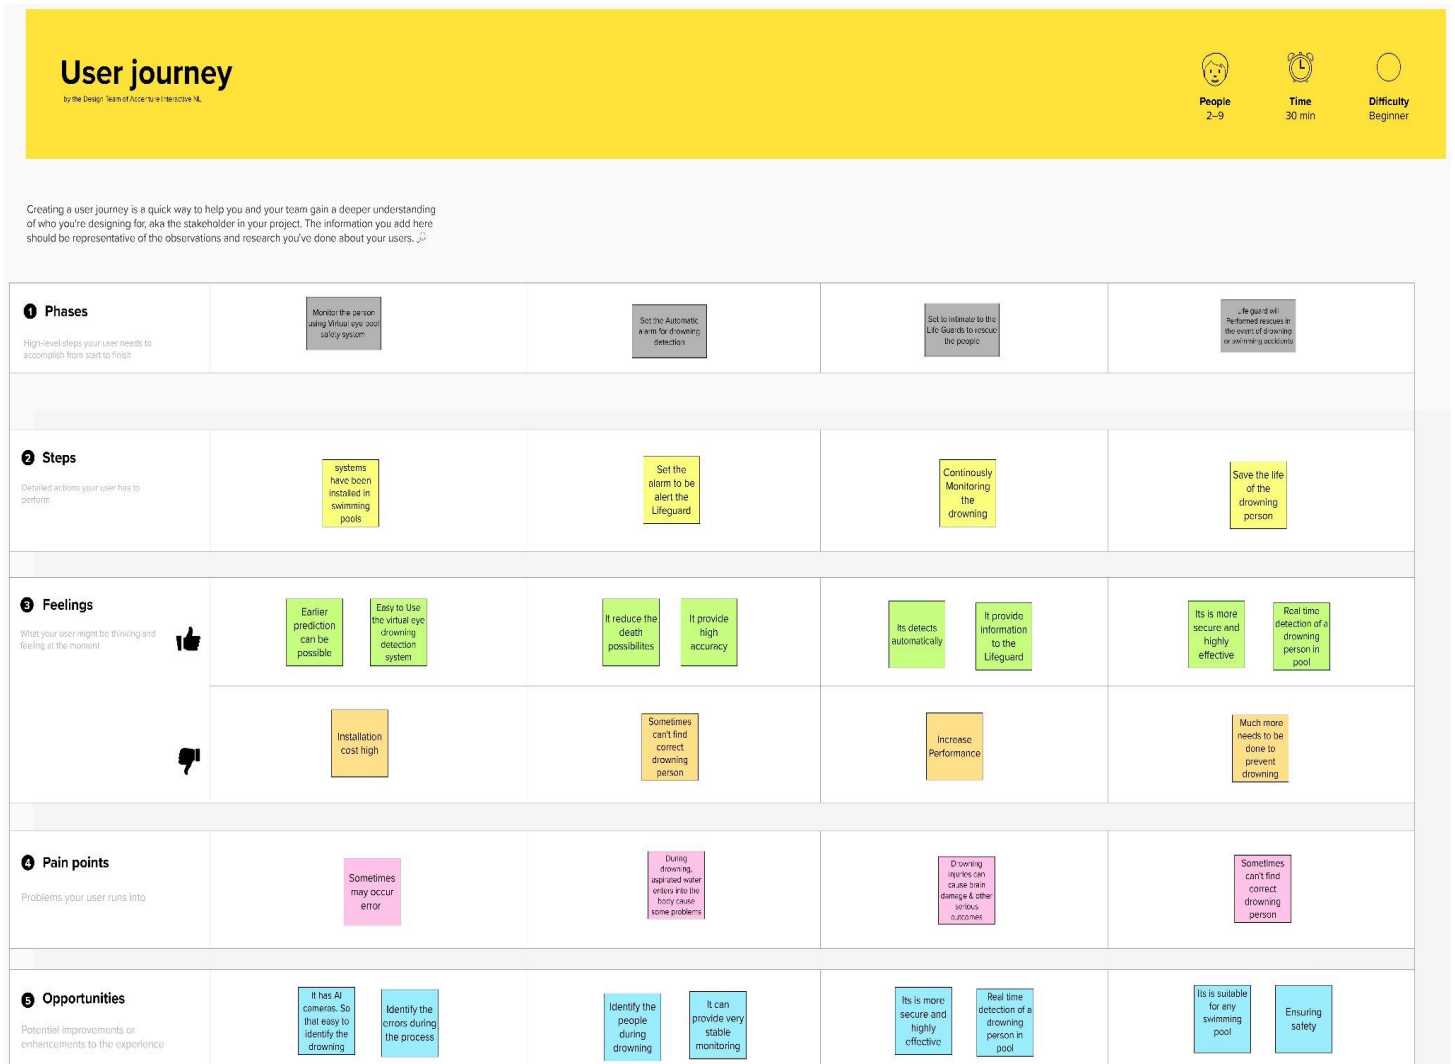 User journey
by the Design Team of Accenture Interactive NL
People
2–9
Time
30 min
Difficulty
Beginner
Creating a user journey is a quick way to help you and your team gain a deeper understanding
of who you're designing for, aka the stakeholder in your project. The information you add here
should be representative of the observations and research you've done about your users.
1 Phases
High-level steps your user needs to
accomplish from start to finish
Monitor the person
using Virtual eye pool
safety system
Set the Automatic
alarm for drowning
detection
Set to intimate to the
Life Guards to rescue
the people
Life guard will
Performed rescues in
the event of drowning
or swimming accidents
2 Steps
Detailed actions your user has to
perform
systems
have been
installed in
swimming
pools
Set the
alarm to be
alert the
Lifeguard
Continously
Monitoring
the
drowning
Save the life
of the
drowning
person
3 Feelings
What your user might be thinking and
feeling at the moment
Earlier
prediction
can be
possible
Easy to Use
the virtual eye
drowning
detection
system
It reduce the
death
possibilites
It provide
high
accuracy
Its detects
automatically
It provide
information
to the
Lifeguard
Its is more
secure and
highly
effective
Real time
detection of a
drowning
person in
pool
Installation
cost high
Sometimes
can't find
correct
drowning
person
Increase
Performance
Much more
needs to be
done to
prevent
drowning
4 Pain points
Problems your user runs into
Sometimes
may occur
error
During
drowning,
aspirated water
enters into the
body cause
some problems
Drowning
injuries can
cause brain
damage & other
serious
outcomes
Sometimes
can't find
correct
drowning
person
5 Opportunities
Potential improvements or
enhancements to the experience
It has AI
cameras. So
that easy to
identify the
drowning
Identify the
errors during
the process
Identify the
people
during
drowning
It can
provide very
stable
monitoring
Its is more
secure and
highly
effective
Real time
detection of a
drowning
person in
pool
Its is suitable
for any
swimming
pool
Ensuring
safety